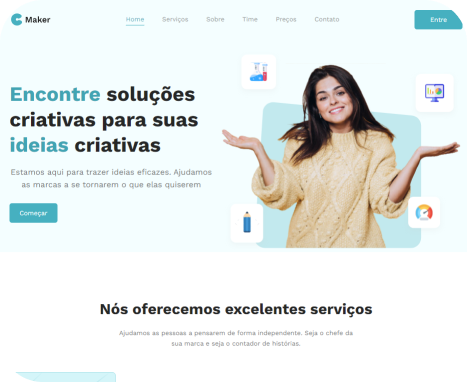 Maker
Home Serviços Sobre Time Preços Contato
Entre
Encontre soluções
criativas para suas
ideias criativas
Estamos aqui para trazer ideias eficazes. Ajudamos
as marcas a se tornarem o que elas quiserem
Começar
Nós oferecemos excelentes serviços
Ajudamos as pessoas a pensarem de forma independente. Seja o chefe da
sua marca e seja o contador de histórias.